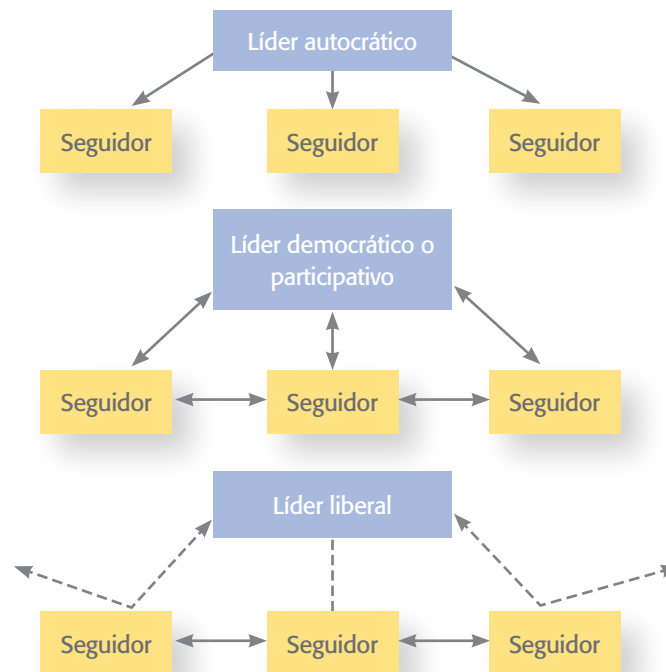 Líder autocrático
Seguidor
Seguidor
Seguidor
Líder democrático o
participativo
Seguidor
Seguidor
Seguidor
Líder liberal
Seguidor
Seguidor
Seguidor